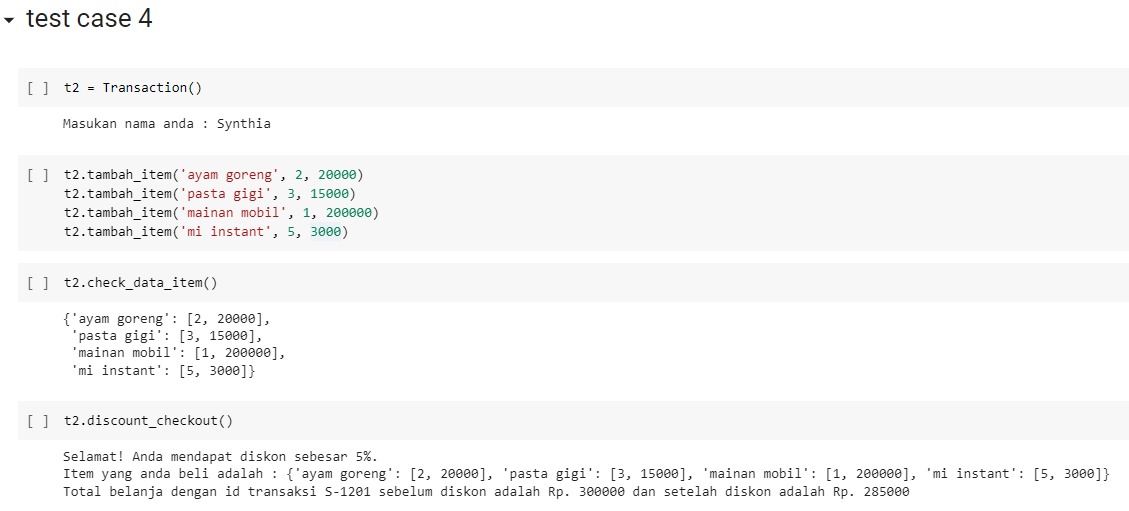 test case 4
[ ] t2 = Transaction()
Masukan nama anda : Synthia
[ ] t2.tambah_item('ayam goreng', 2, 20000)
t2.tambah_item('pasta gigi', 3, 15000)
t2.tambah_item('mainan mobil', 1, 200000)
t2.tambah_item('mi instant', 5, 3000)
[ ] t2.check_data_item()
{'ayam goreng': [2, 20000],
'pasta gigi': [3, 15000],
'mainan mobil': [1, 200000],
'mi instant': [5, 3000]}
[ ] t2.discount_checkout()
Selamat! Anda mendapat diskon sebesar 5%.
Item yang anda beli adalah : {'ayam goreng': [2, 20000], 'pasta gigi': [3, 15000], 'mainan mobil': [1, 200000], 'mi instant': [5, 3000]}
Total belanja dengan id transaksi S-1201 sebelum diskon adalah Rp. 300000 dan setelah diskon adalah Rp. 285000